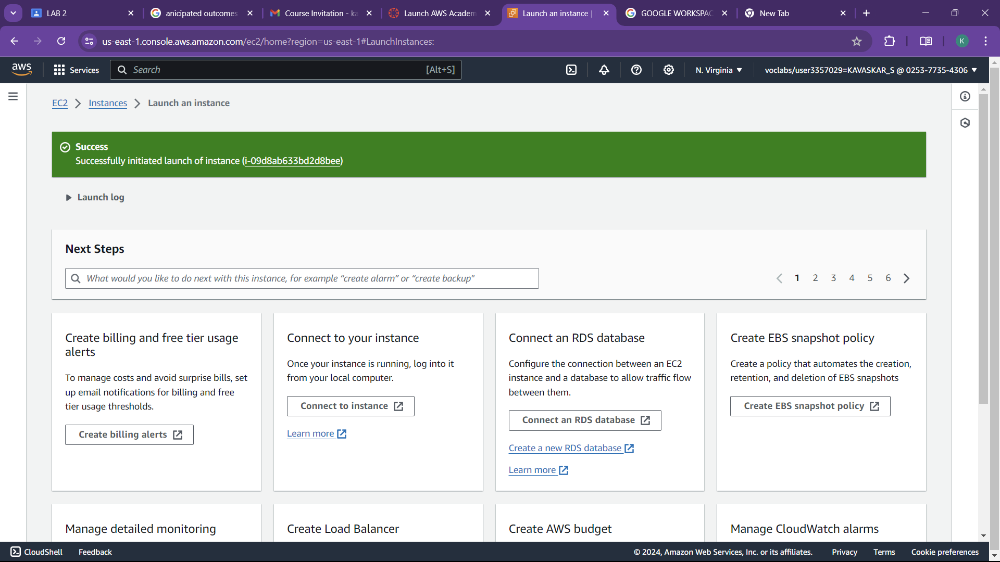 LAB 2
anicipated outcomes
Course Invitation - ka
Launch AWS Academ
Launch an instance |
GOOGLE WORKSPAC
New Tab
us-east-1.console.aws.amazon.com/ec2/home?region=us-east-1#LaunchInstances:
K
aws
Services
Search
[Alt+S]
N. Virginia
voclabs/user3357029=KAVASKAR_S @ 0253-7735-4306
EC2
Instances
Launch an instance
Success
Successfully initiated launch of instance (i-09d8ab633bd2d8bee)
Launch log
Next Steps
What would you like to do next with this instance, for example “create alarm” or “create backup"
1 2 3 4 5 6
Create billing and free tier usage
alerts
To manage costs and avoid surprise bills, set
up email notifications for billing and free
tier usage thresholds.
Create billing alerts
Connect to your instance
Once your instance is running, log into it
from your local computer.
Connect to instance
Learn more
Connect an RDS database
Configure the connection between an EC2
instance and a database to allow traffic flow
between them.
Connect an RDS database
Create a new RDS database
Learn more
Create EBS snapshot policy
Create a policy that automates the creation,
retention, and deletion of EBS snapshots
Create EBS snapshot policy
Manage detailed monitoring
Create Load Balancer
Create AWS budget
Manage CloudWatch alarms
CloudShell
Feedback
© 2024, Amazon Web Services, Inc. or its affiliates.
Privacy
Terms
Cookie preferences